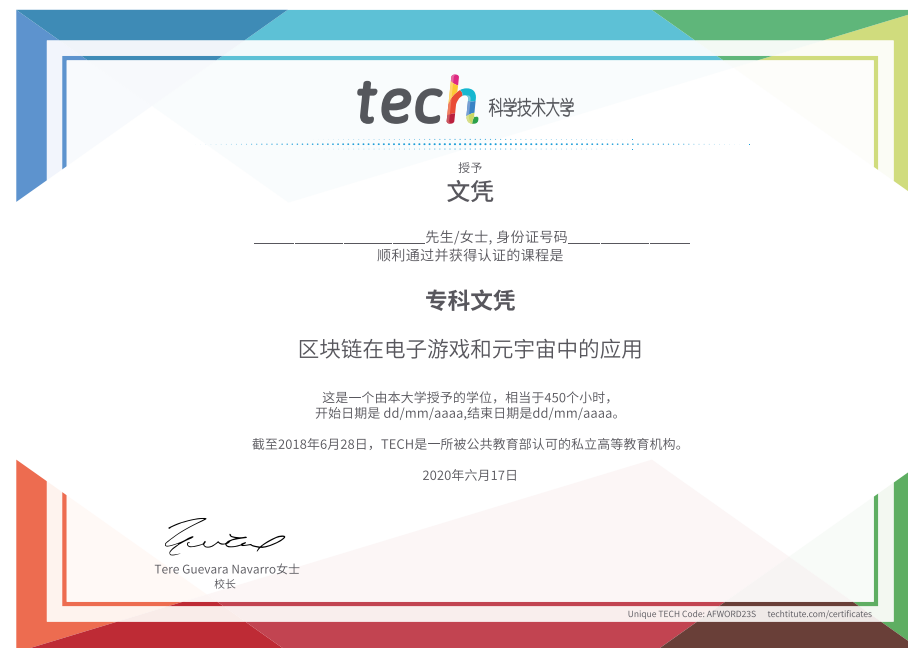 tech 科学技术大学
授予
文凭
______________________先生/女士, 身份证号码______________
顺利通过并获得认证的课程是
专科文凭
区块链在电子游戏和元宇宙中的应用
这是一个由本大学授予的学位，相当于450个小时，
开始日期是 dd/mm/aaaa,结束日期是dd/mm/aaaa。
截至2018年6月28日，TECH是一所被公共教育部认可的私立高等教育机构。
2020年六月17日
Tere Guevara Navarro女士
校长
Unique TECH Code: AFWORD23S techtitute.com/certificates